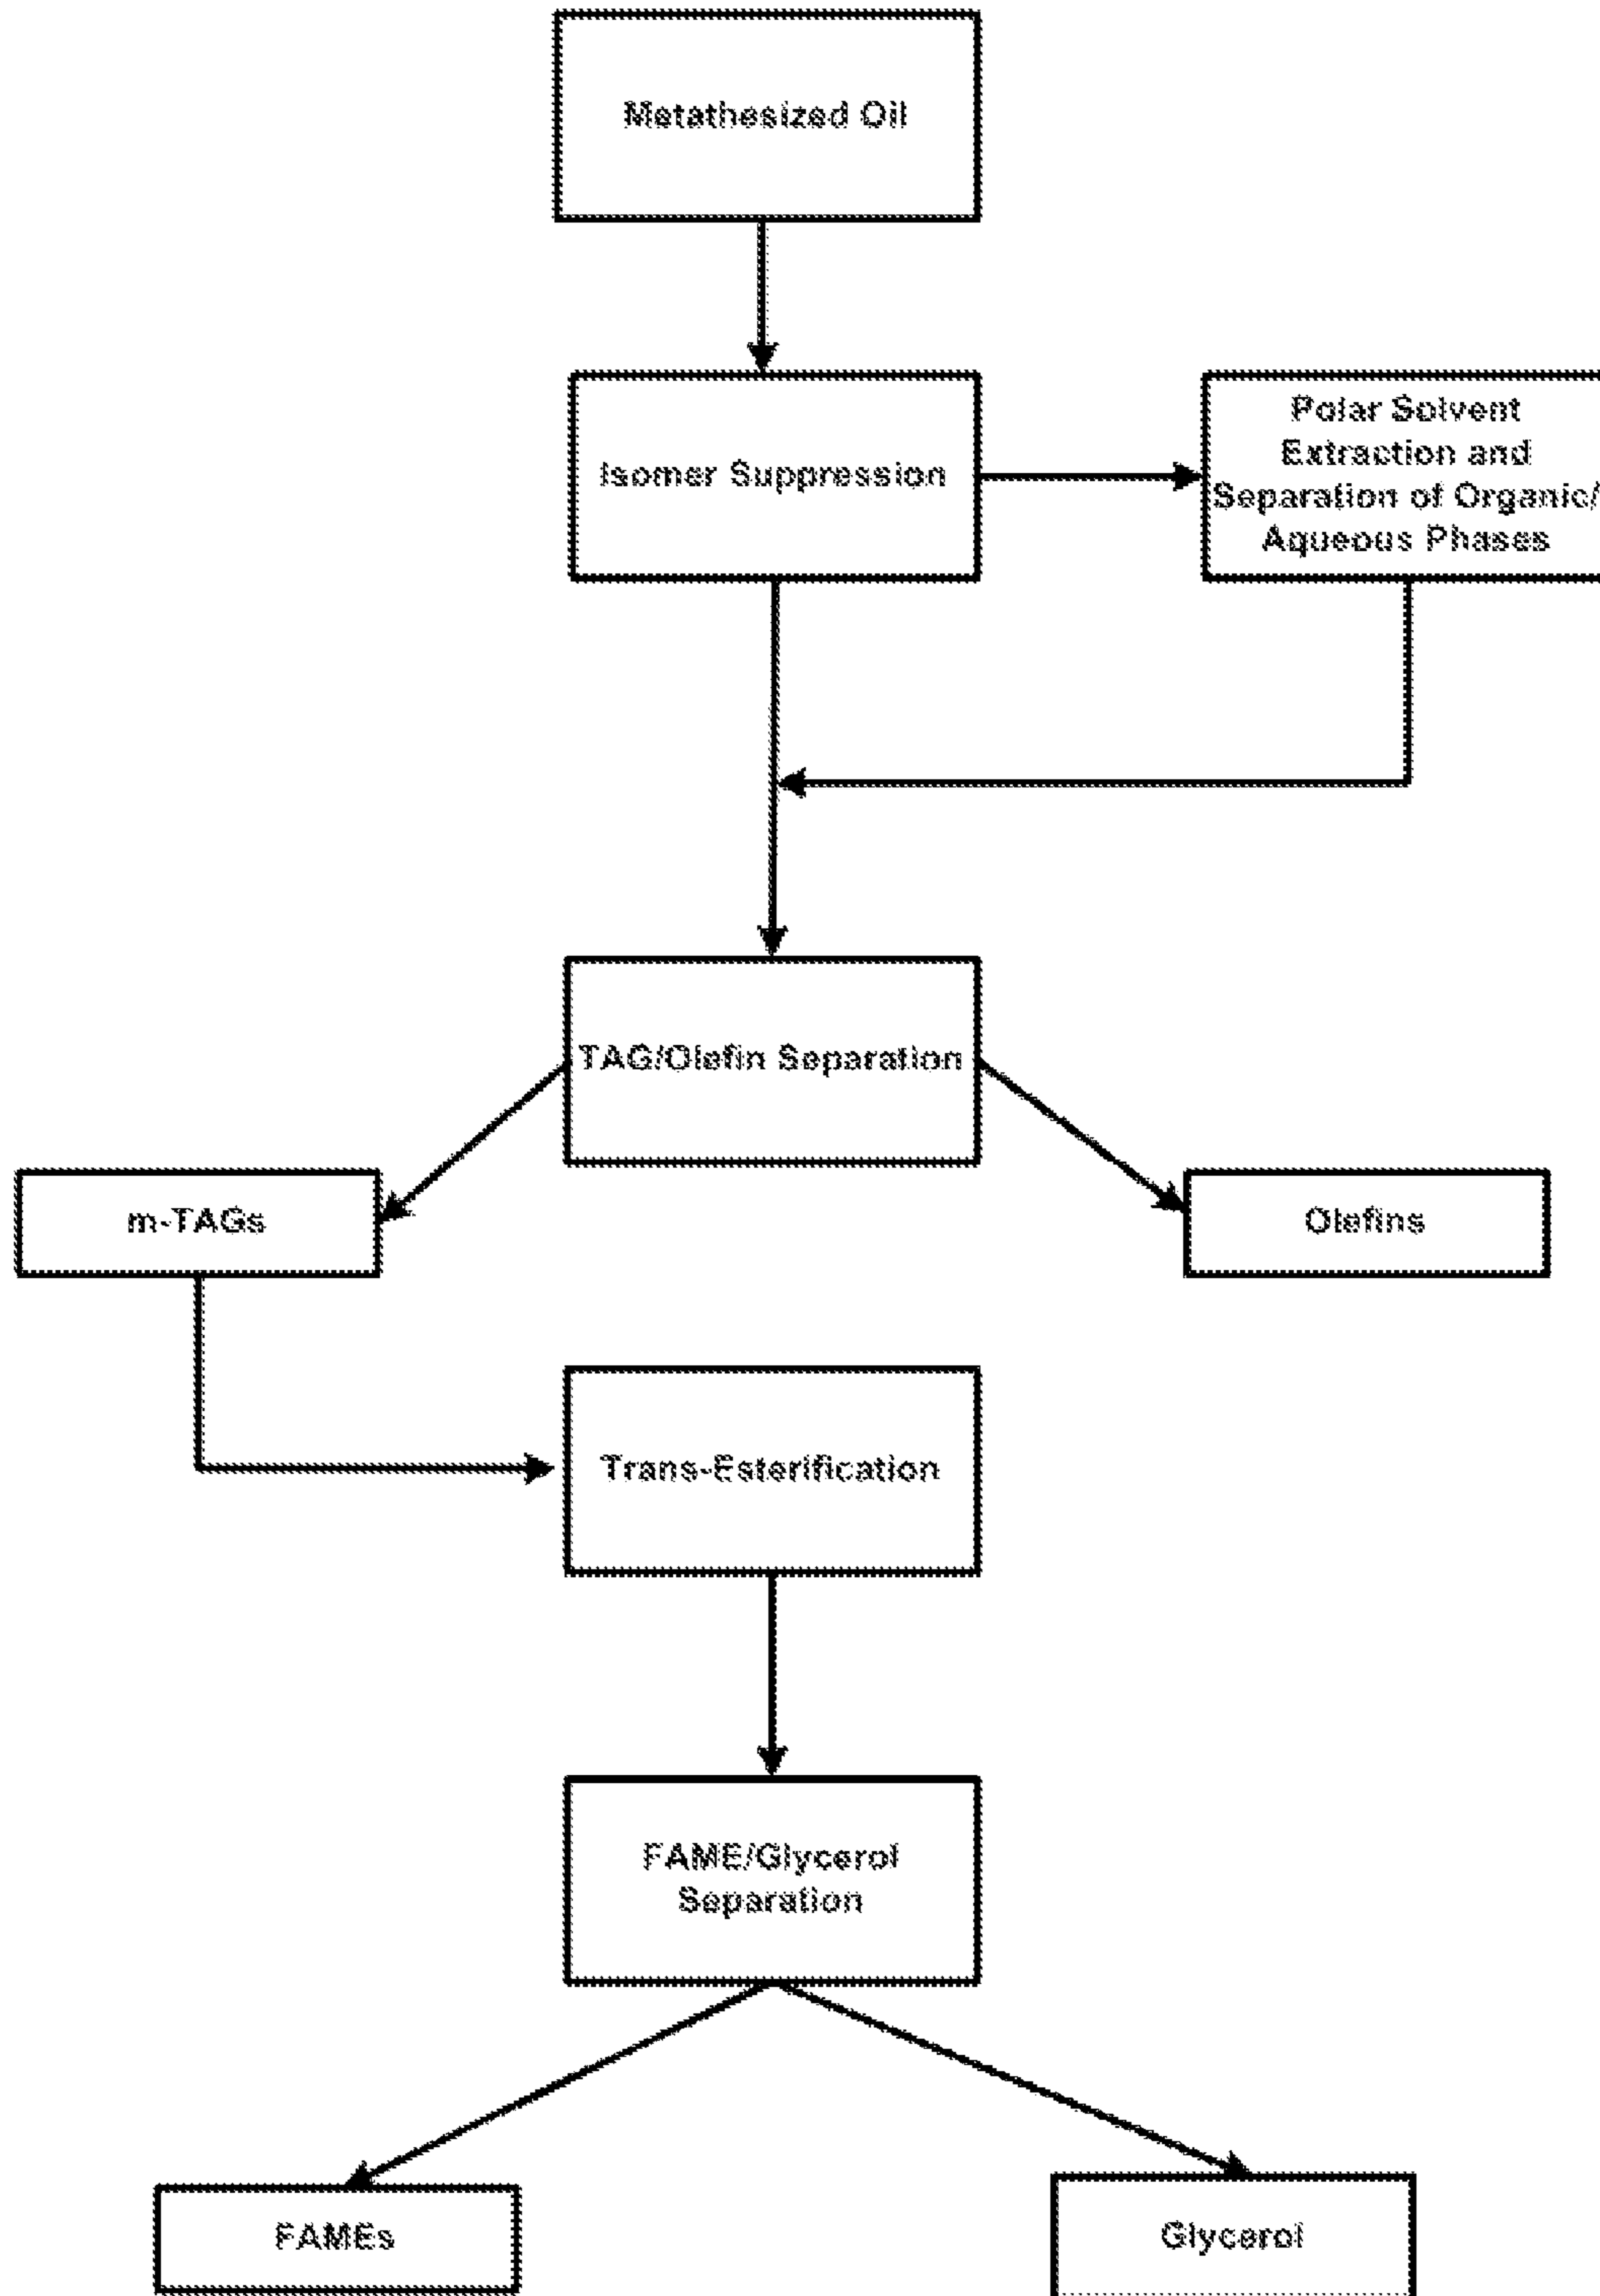 Metathesized Oil
Isomer Suppression
Polar Solvent
Extraction and
Separation of Organic/
Aqueous Phases
TAG/Olefin Separation
m-TAGs
Olefins
Trans-Esterification
FAME/Glycerol
Separation
FAMEs
Glycerol